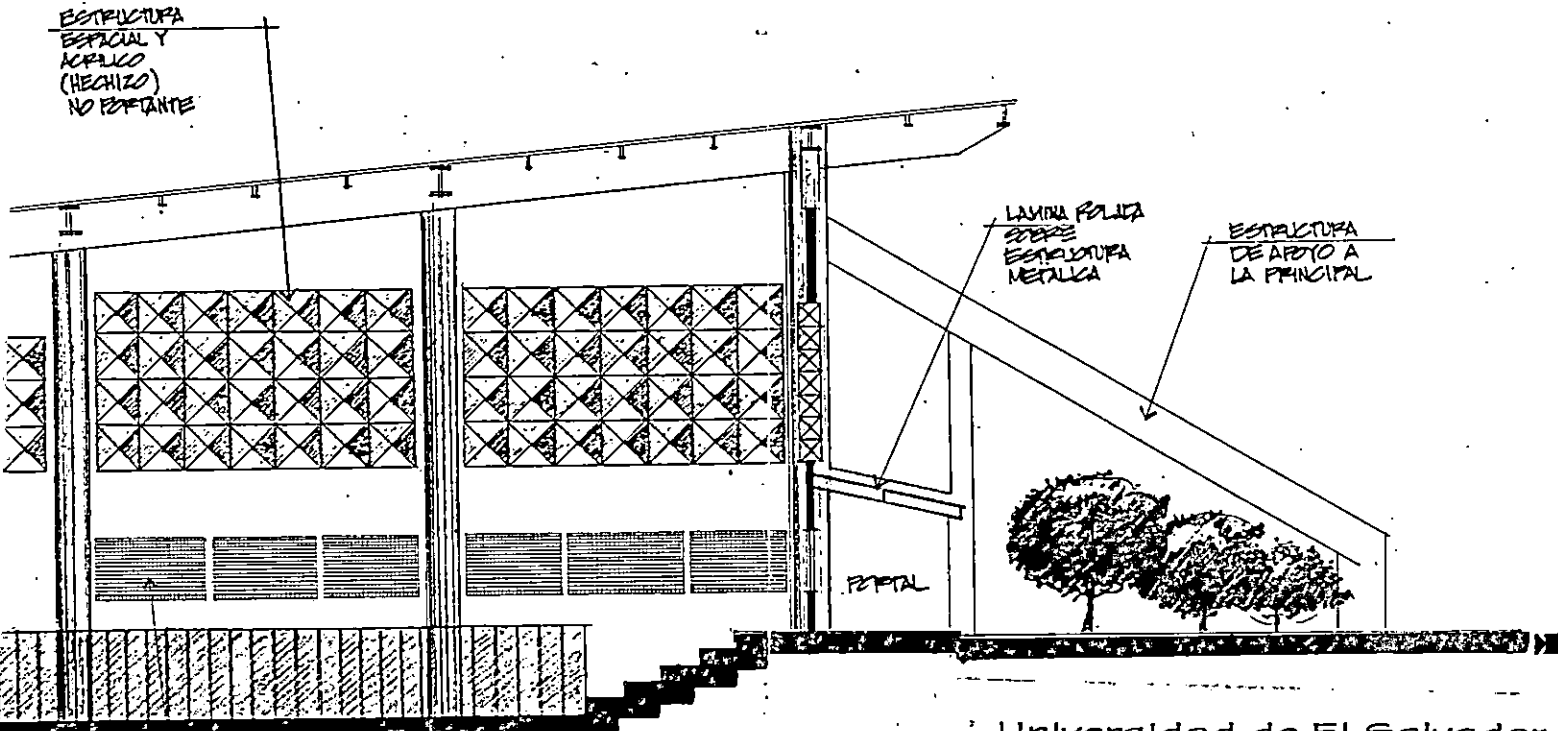 ESTRUCTURA
ESPACIAL Y
ACRILICO
(HECHIZO)
NO PORTANTE
LAMINA ROLADA
SOBRE
ESTRUCTURA
METALICA
ESTRUCTURA
DE APOYO A
LA PRINCIPAL
PORTAL
Universidad de El Salvador